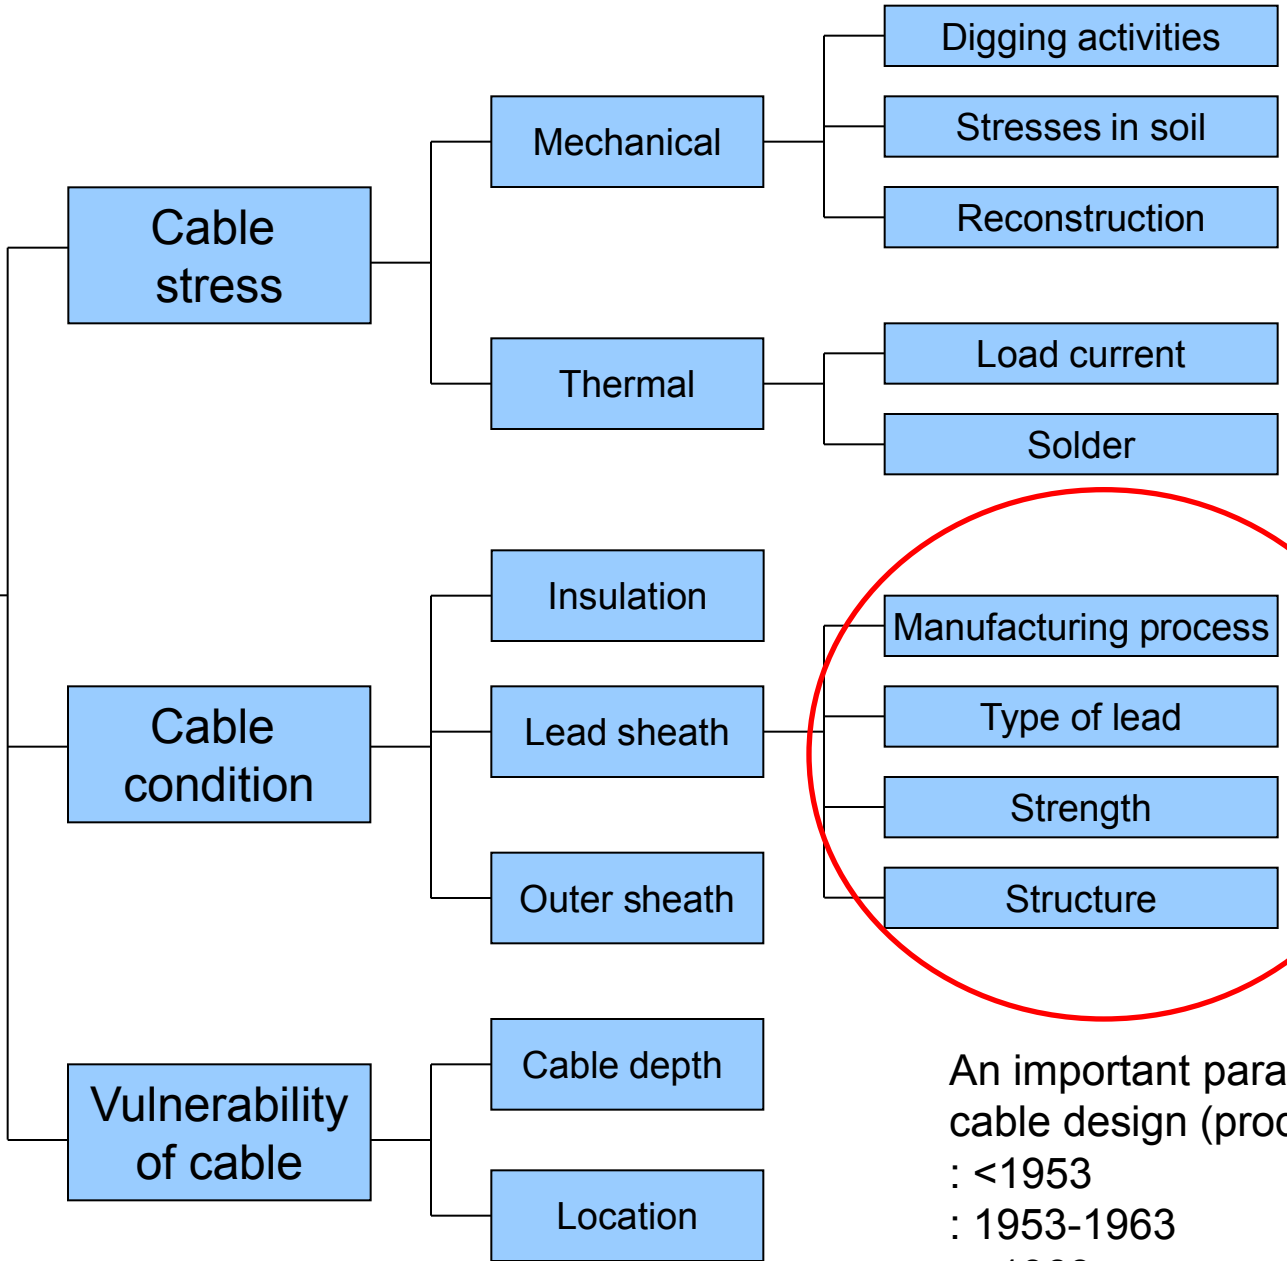 Digging activities
Mechanical
Stresses in soil
Cable
stress
Reconstruction
Thermal
Load current
Solder
Insulation
Manufacturing process
Cable
condition
Lead sheath
Type of lead
Strength
Outer sheath
Structure
Vulnerability
of cable
Cable depth
Location
An important para
cable design (proc
: <1953
: 1953-1963